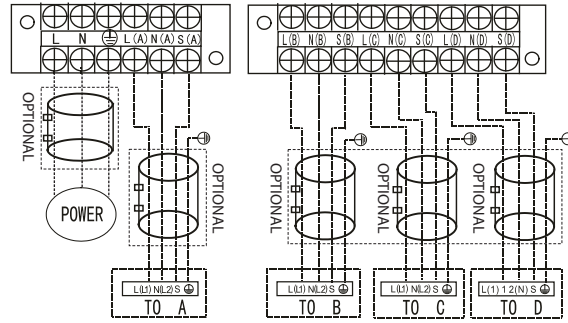 L N L(A) N(A) S(A)
L(B) N(B) S(B) L(C) N(C) S(C) L(D) N(D) S(D)
OPTIONAL
OPTIONAL
OPTIONAL
OPTIONAL
OPTIONAL
POWER
L(L1) N(L2) S
TO A
L(L1) N(L2) S
TO B
L(L1) N(L2) S
TO C
L(1) 1 2(N) S
TO D